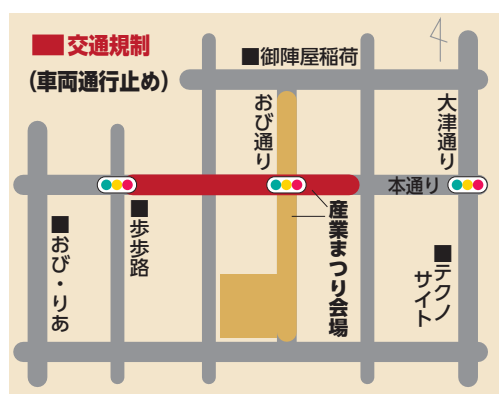 ■交通規制
(車両通行止め)
■御陣屋稲荷
おび通り
大津通り
本通り
■おび・りあ
■歩歩路
産業まつり会場
■テクノ
サイト